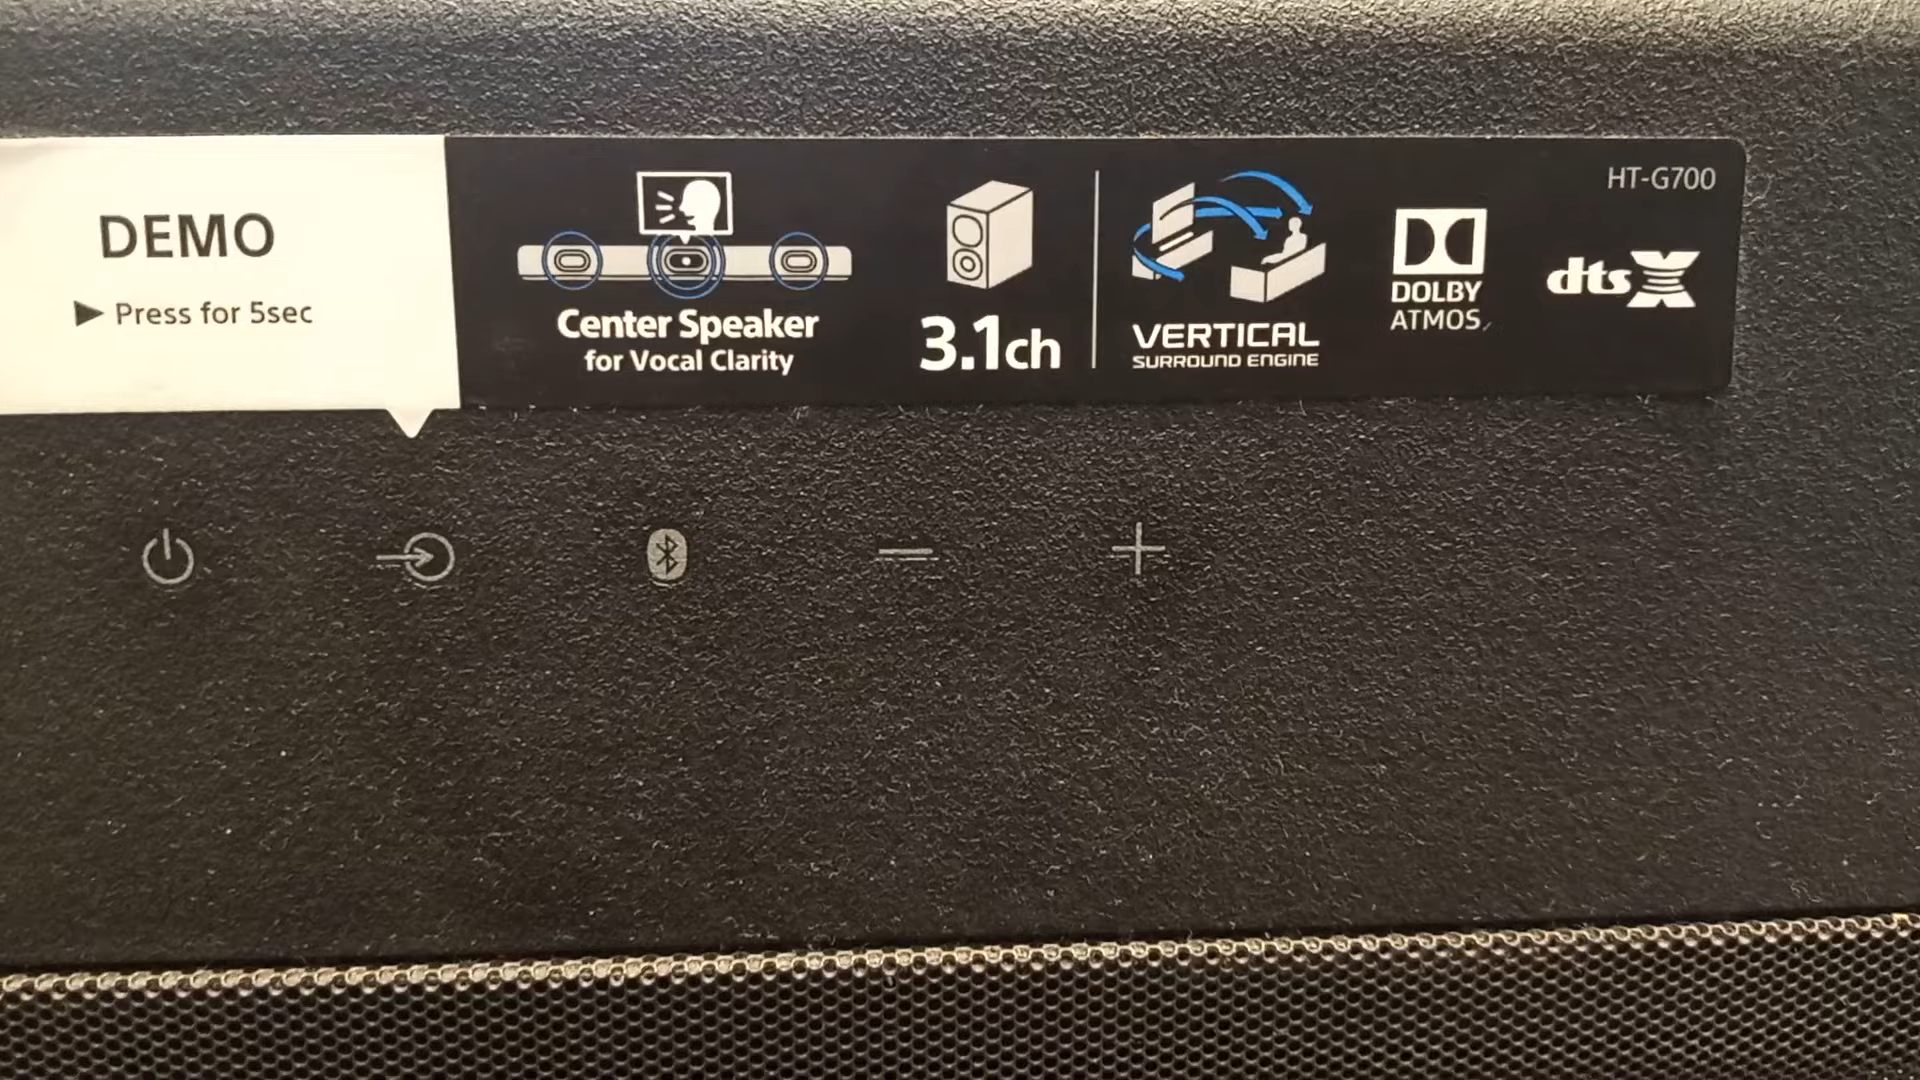 DEMO
▶ Press for 5sec
Center Speaker
for Vocal Clarity
3.1ch
VERTICAL
SURROUND ENGINE
DOLBY
ATMOS
HT-G700
dts X